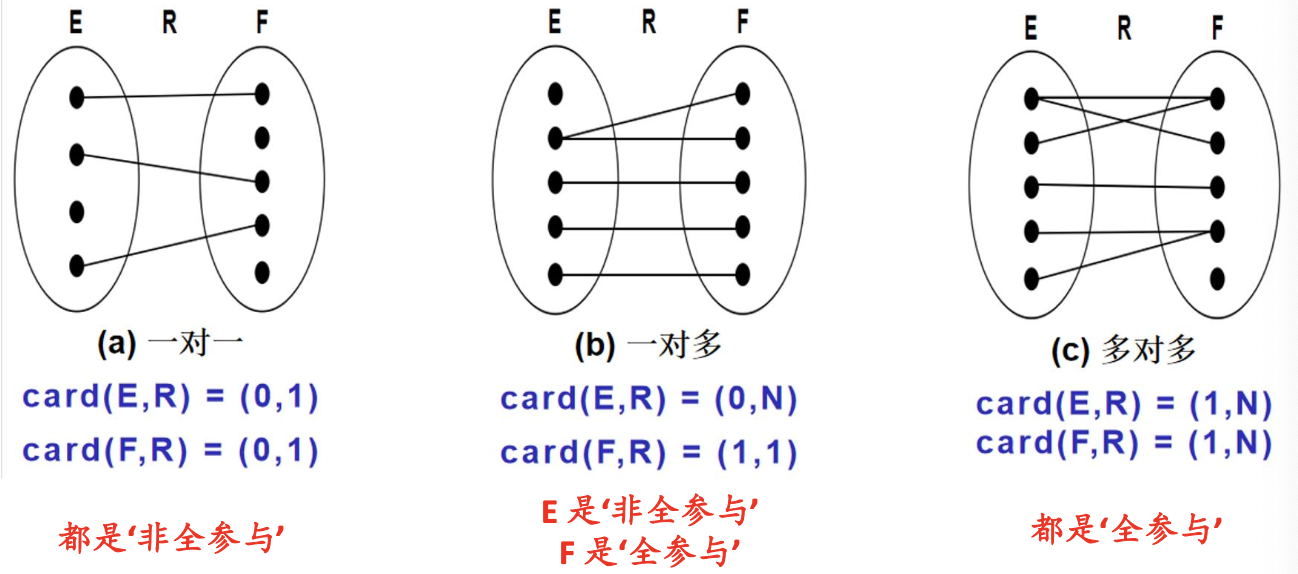 E R F
E R F
E R F
(a) 一对一
(b) 一对多
(c) 多对多
card(E,R) = (0,1)
card(F,R) = (0,1)
card(E,R) = (0,N)
card(F,R) = (1,1)
card(E,R) = (1,N)
card(F,R) = (1,N)
都是‘非全参与’
E 是‘非全参与’
F 是‘全参与’
都是‘全参与’